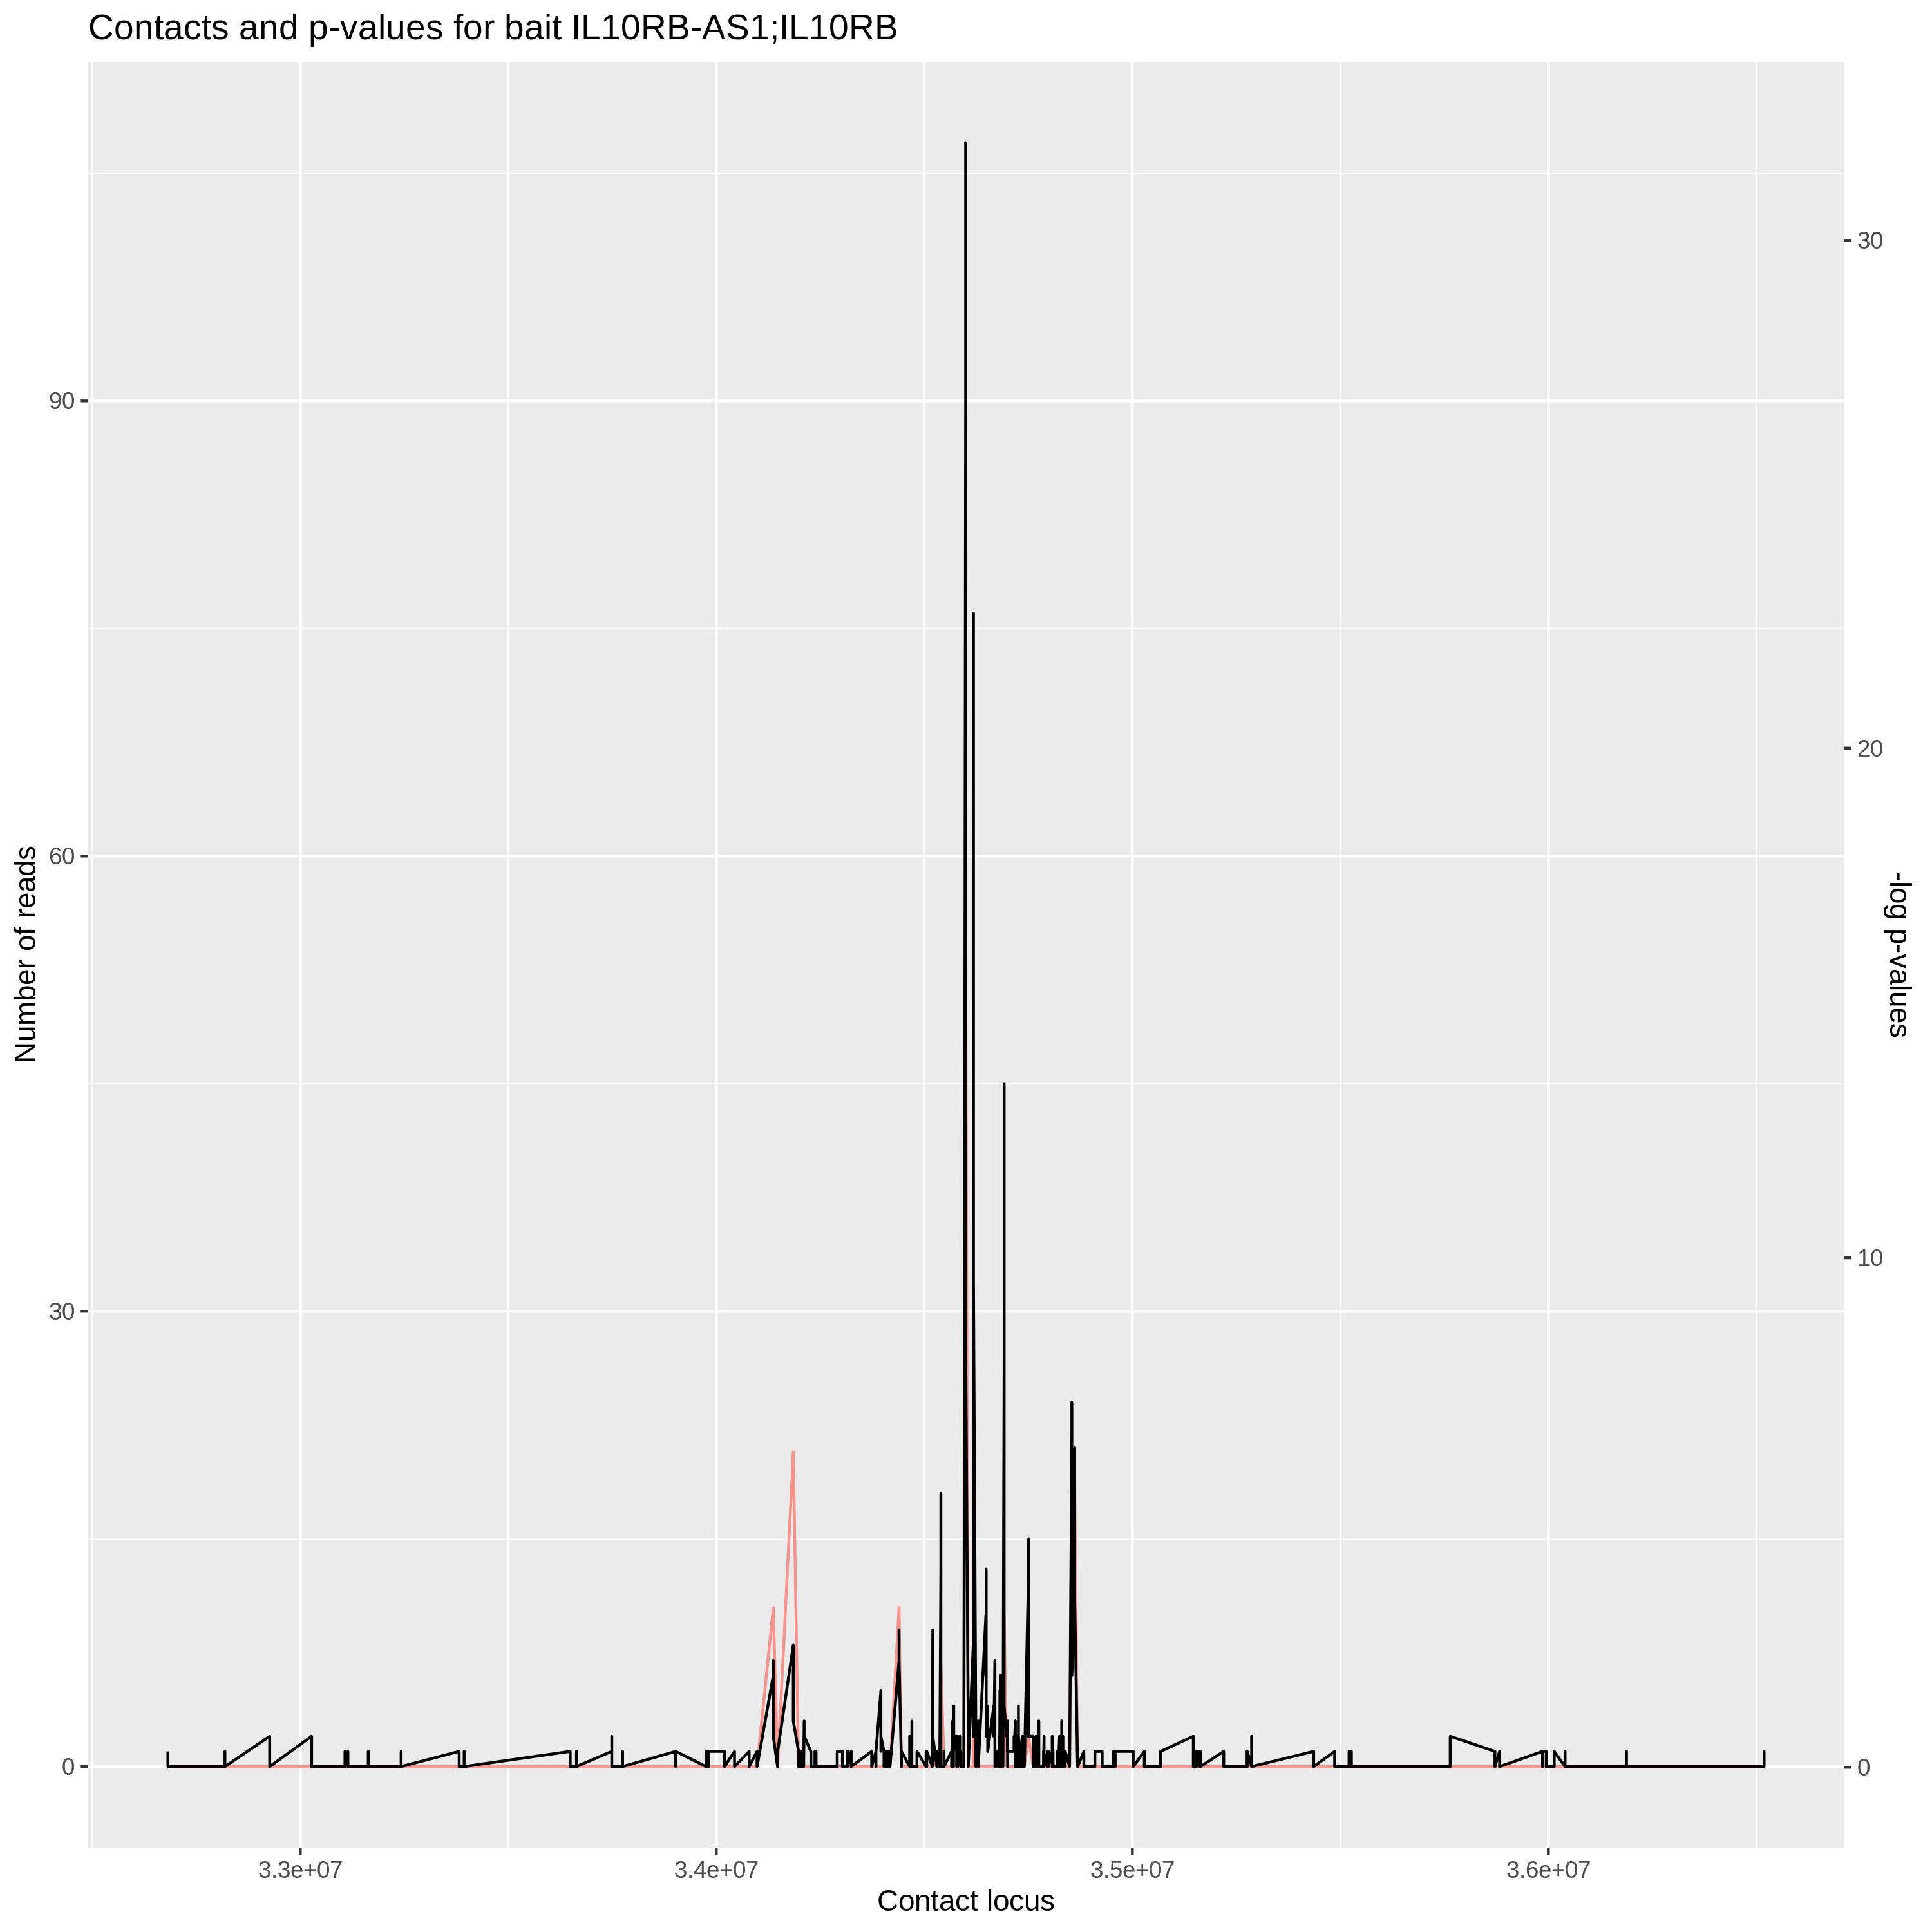 Contacts and p-values for bait IL10RB-AS1;IL10RB
Number of reads
90
60
30
0
30
20
10
0
-log p-values
3.3e+07
3.4e+07
3.5e+07
3.6e+07
Contact locus